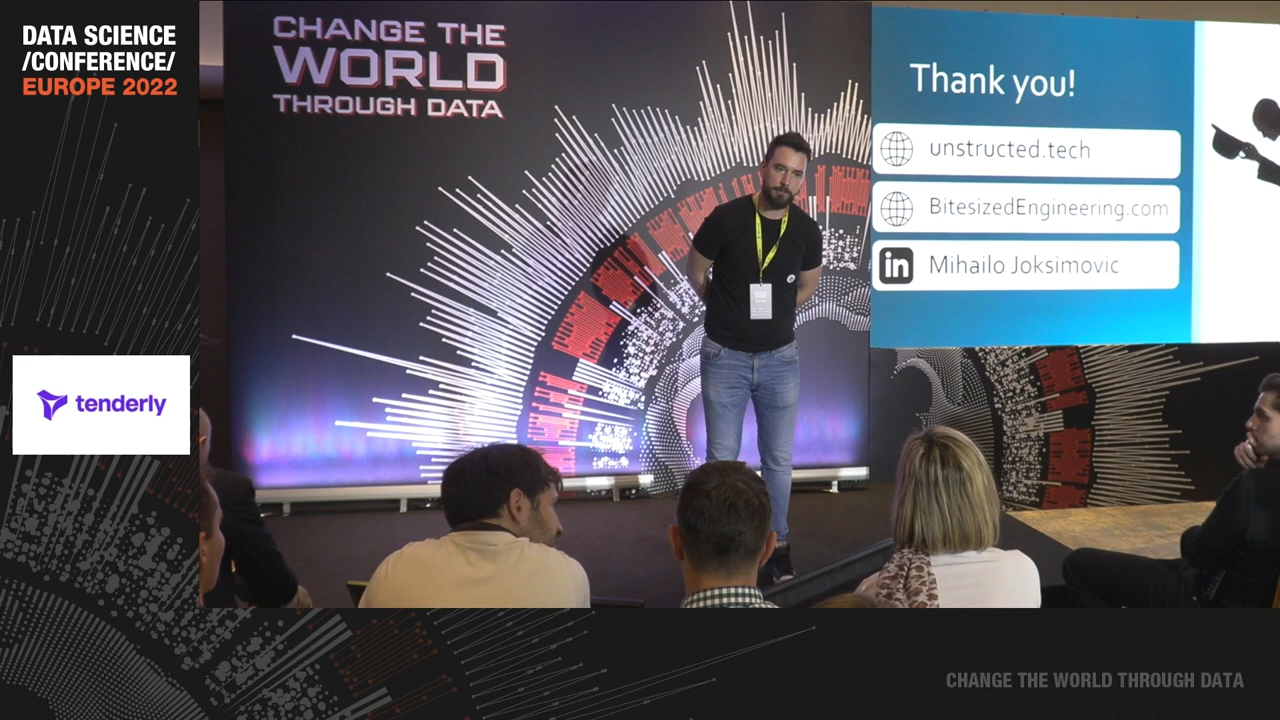 DATA SCIENCE
/CONFERENCE/
EUROPE 2022
CHANGE THE
WORLD
THROUGH DATA
Thank you!
unstructed.tech
BitesizedEngineering.com
in
Mihailo Joksimovic
tenderly
CHANGE THE WORLD THROUGH DATA